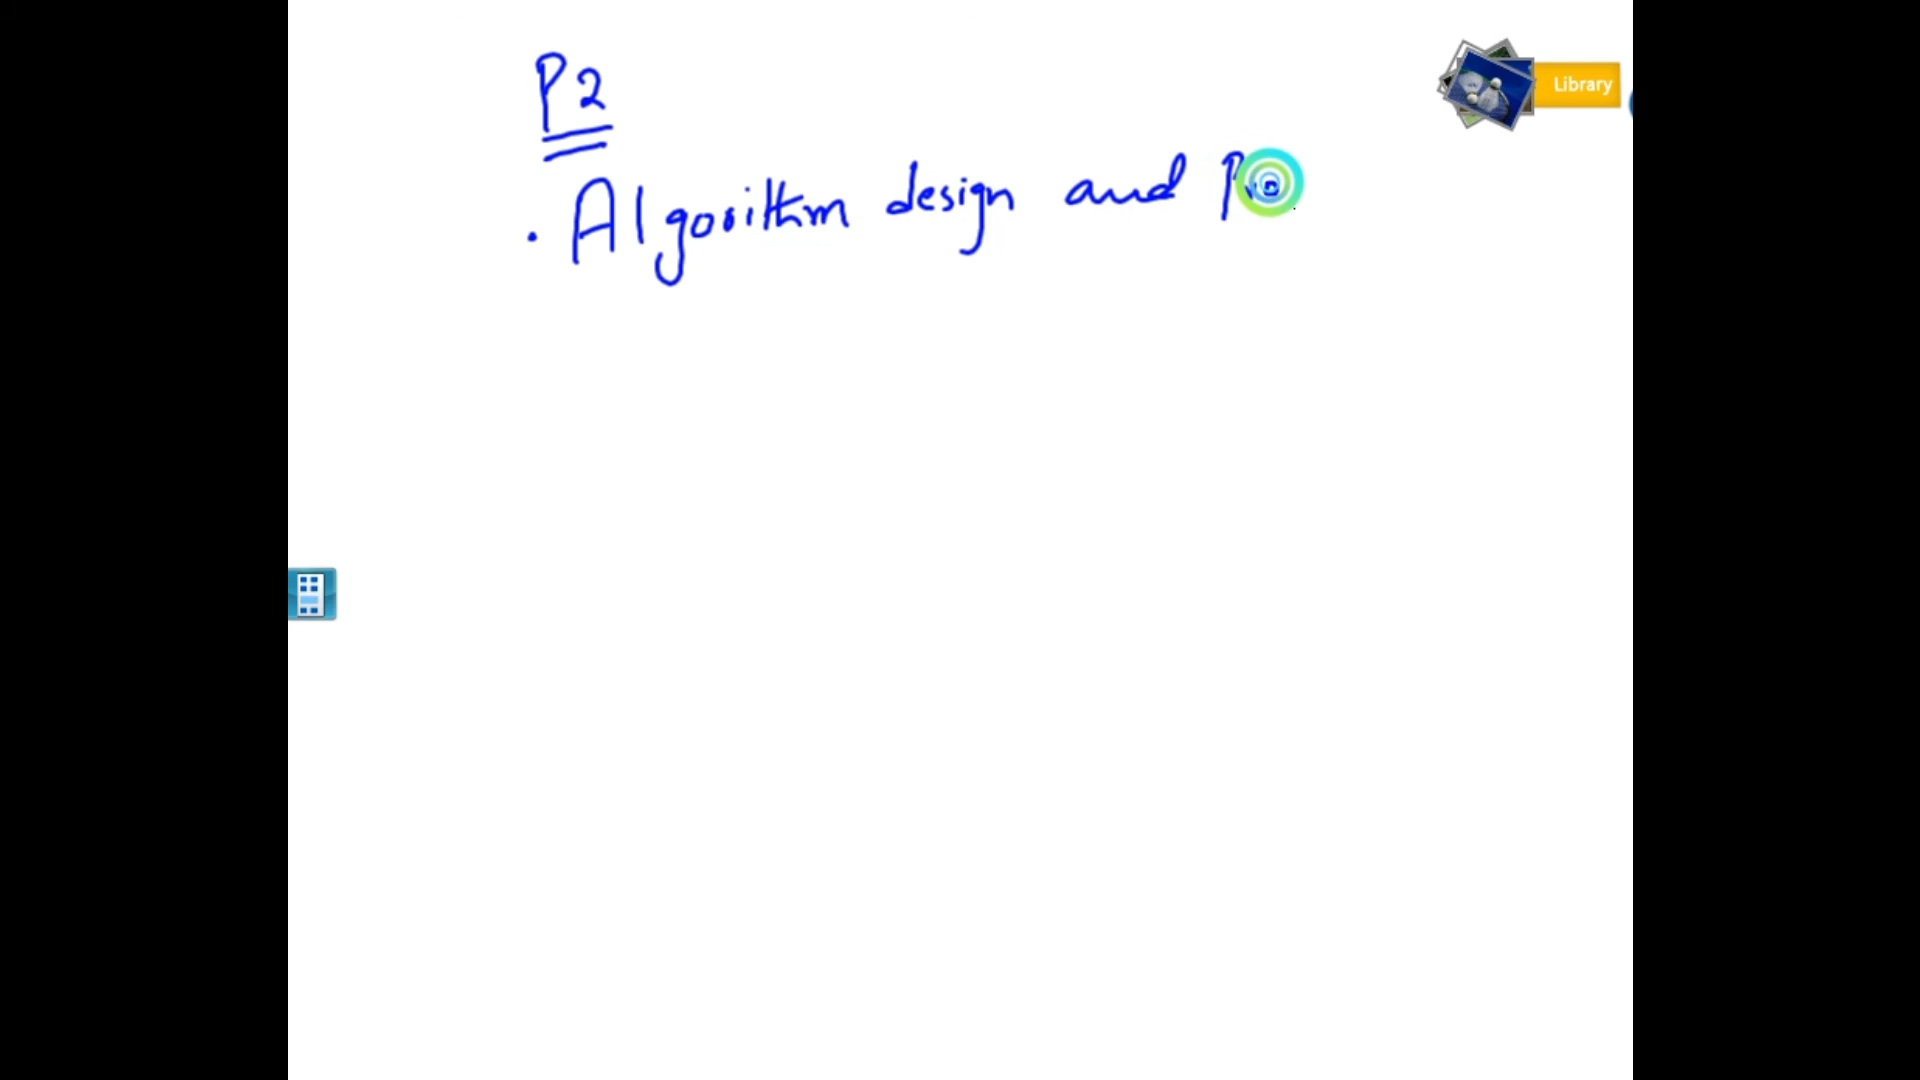 P2
Library
. Algorithm design and